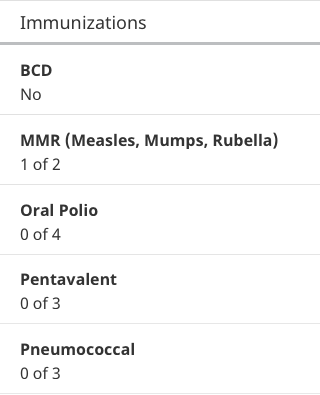 Immunizations
BCD
No
MMR (Measles, Mumps, Rubella)
1 of 2
Oral Polio
0 of 4
Pentavalent
0 of 3
Pneumococcal
0 of 3